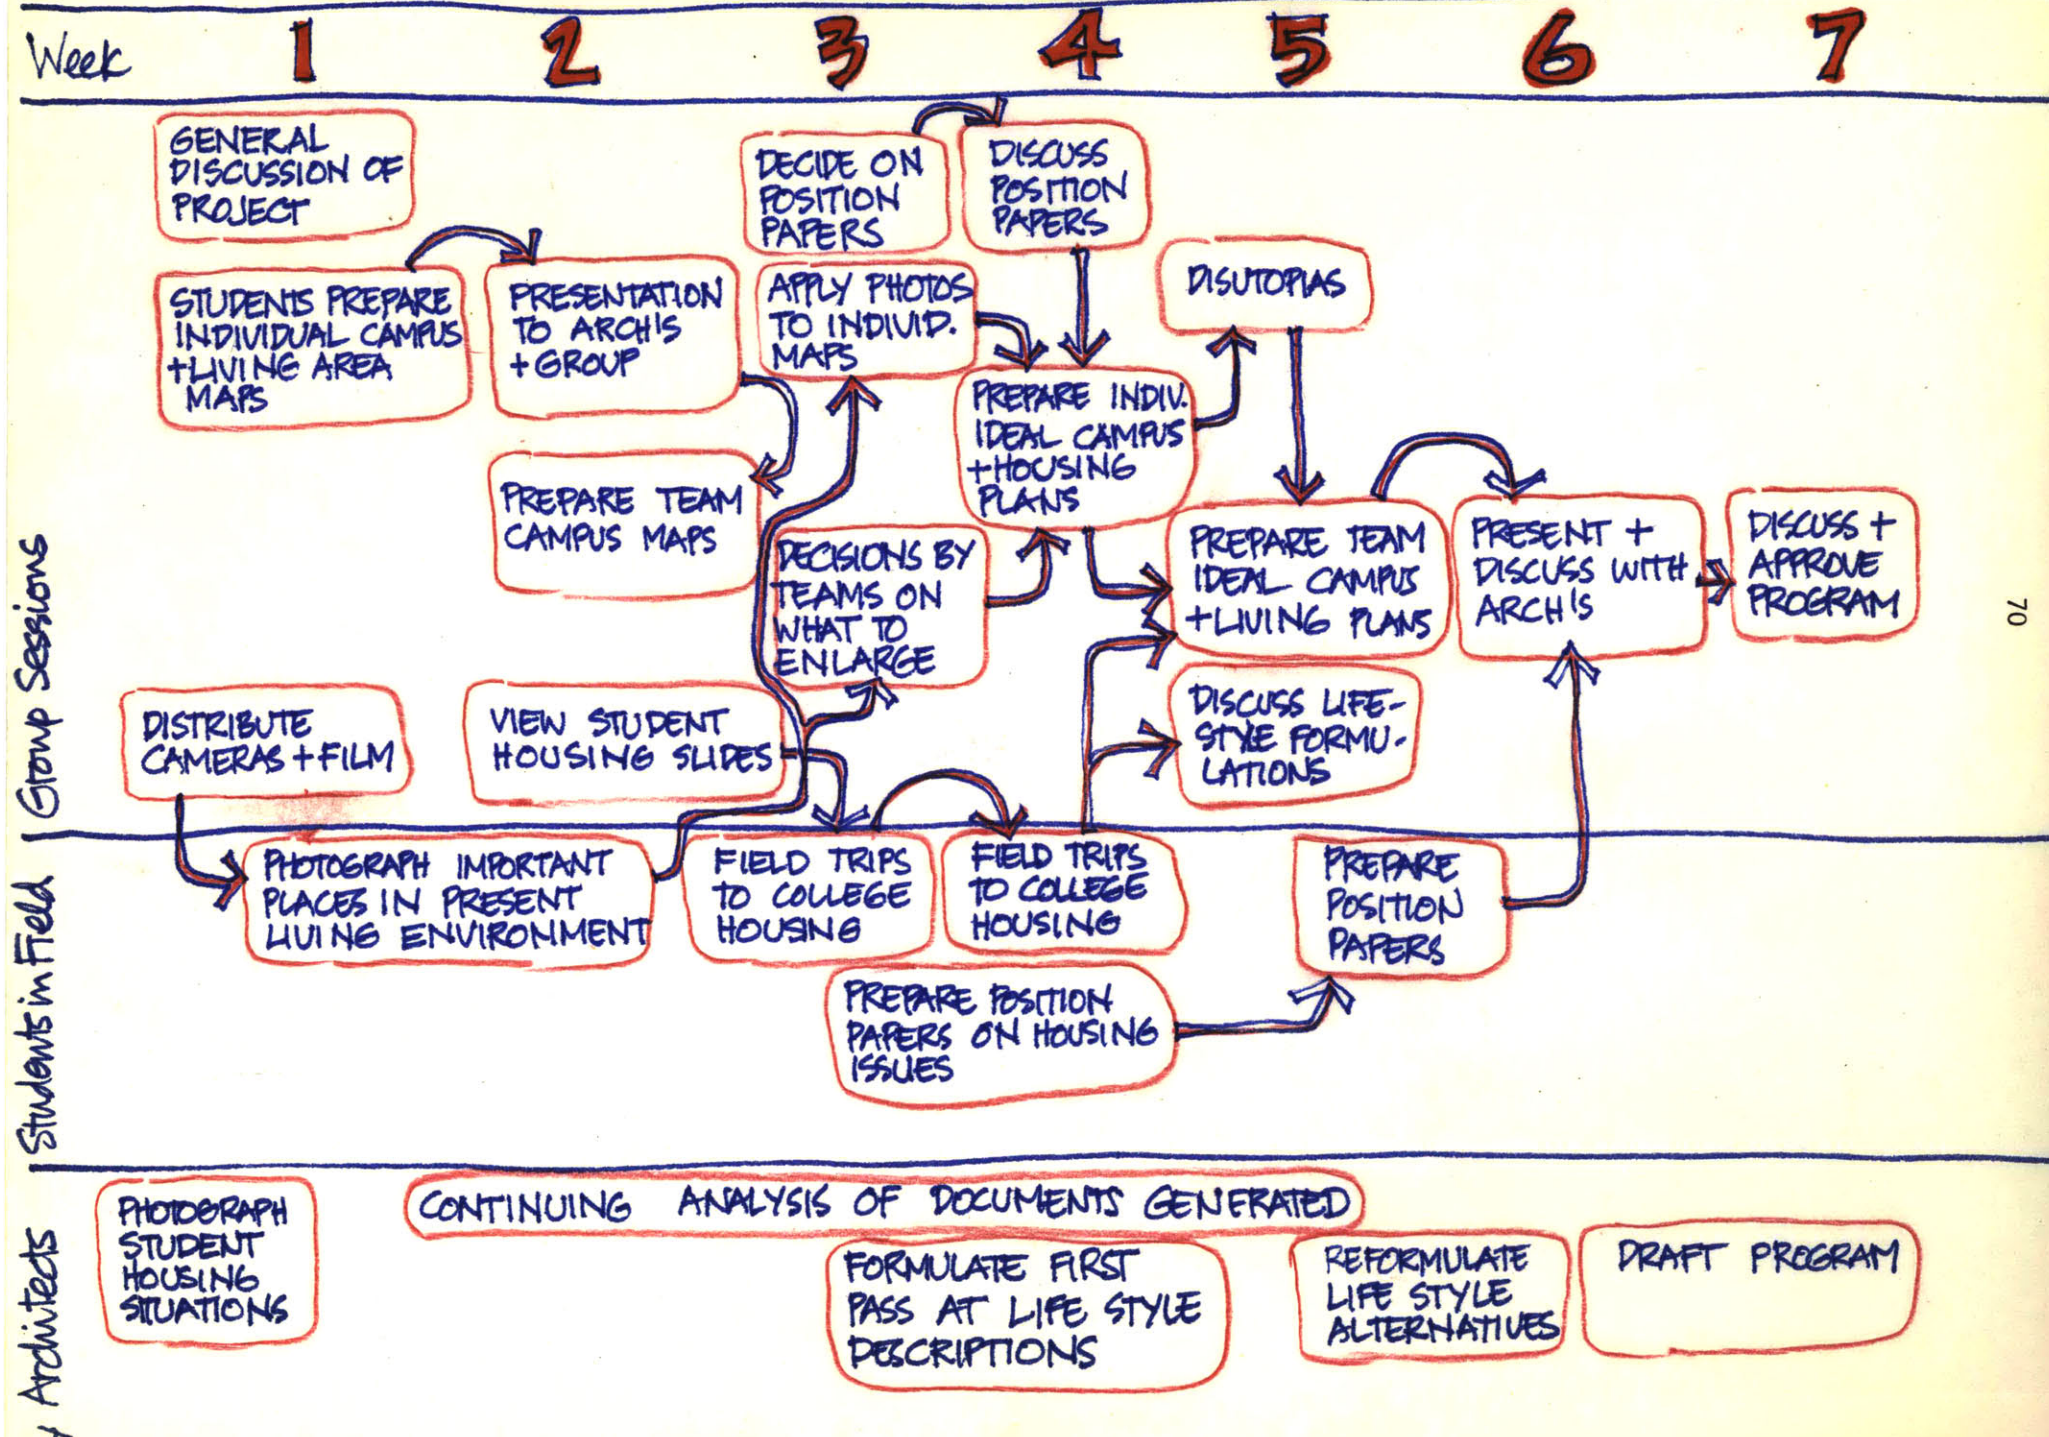 Week 1 2 3 4 5 6 7
GENERAL
DISCUSSION OF
PROJECT
STUDENTS PREPARE
INDIVIDUAL CAMPUS
+LIVING AREA
MAPS
PRESENTATION
TO ARCH'S
+GROUP
PREPARE TEAM
CAMPUS MAPS
DECIDE ON
POSITION
PAPERS
DISCUSS
POSITION
PAPERS
APPLY PHOTOS
TO INDIVID.
MAPS
PREPARE INDIV.
IDEAL CAMPUS
+HOUSING
PLANS
DISUTOPIAS
DECISIONS BY
TEAMS ON
WHAT TO
ENLARGE
PREPARE TEAM
IDEAL CAMPUS
+LIVING PLANS
PRESENT +
DISCUSS WITH
ARCH'S
DISCUSS +
APPROVE
PROGRAM
70
Group Sessions
DISTRIBUTE
CAMERAS+FILM
VIEW STUDENT
HOUSING SLIDES
DISCUSS LIFE-
STYLE FORMU-
LATIONS
Students in Field
PHOTOGRAPH IMPORTANT
PLACES IN PRESENT
LIVING ENVIRONMENT
FIELD TRIPS
TO COLLEGE
HOUSING
FIELD TRIPS
TO COLLEGE
HOUSING
PREPARE
POSITION
PAPERS
PREPARE POSITION
PAPERS ON HOUSING
ISSUES
Architects
PHOTOGRAPH
STUDENT
HOUSING
SITUATIONS
CONTINUING ANALYSIS OF DOCUMENTS GENERATED
FORMULATE FIRST
PASS AT LIFE STYLE
DESCRIPTIONS
REFORMULATE
LIFE STYLE
ALTERNATIVES
DRAFT PROGRAM